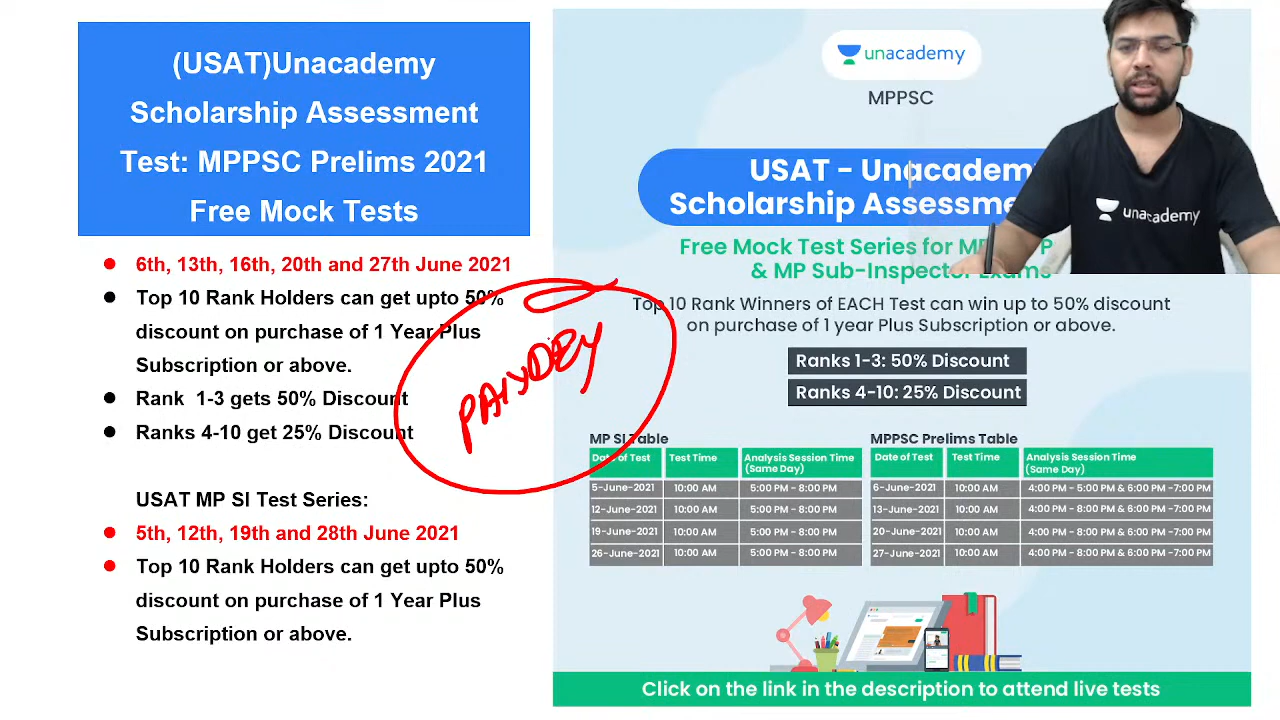 (USAT)Unacademy
Scholarship Assessment
Test: MPPSC Prelims 2021
Free Mock Tests
6th, 13th, 16th, 20th and 27th June 2021
Top 10 Rank Holders can get upto 50%
discount on purchase of 1 Year Plus
Subscription or above.
Rank 1-3 gets 50% Discount
Ranks 4-10 get 25% Discount
USAT MP SI Test Series:
5th, 12th, 19th and 28th June 2021
Top 10 Rank Holders can get upto 50%
discount on purchase of 1 Year Plus
Subscription or above.
unacademy
MPPSC
USAT - Unacademy
Scholarship Assessme
Free Mock Test Series for
& MP Sub-Inspector Exams
Top 10 Rank Winners of EACH Test can win up to 50% discount
on purchase of 1 year Plus Subscription or above.
Ranks 1-3: 50% Discount
Ranks 4-10: 25% Discount
MP SI Table
Date of Test Test Time Analysis Session Time
(Same Day)
5-June-2021 10:00 AM 5:00 PM - 8:00 PM
12-June-2021 10:00 AM 5:00 PM - 8:00 PM
19-June-2021 10:00 AM 5:00 PM - 8:00 PM
26-June-2021 10:00 AM 5:00 PM - 8:00 PM
MPPSC Prelims Table
Date of Test Test Time Analysis Session Time
(Same Day)
6-June-2021 10:00 AM 4:00 PM - 5:00 PM & 6:00 PM -7:00 PM
13-June-2021 10:00 AM 4:00 PM - 8:00 PM & 6:00 PM -7:00 PM
20-June-2021 10:00 AM 4:00 PM - 8:00 PM & 6:00 PM -7:00 PM
27-June-2021 10:00 AM 4:00 PM - 8:00 PM & 6:00 PM -7:00 PM
Click on the link in the description to attend live tests
unacademy